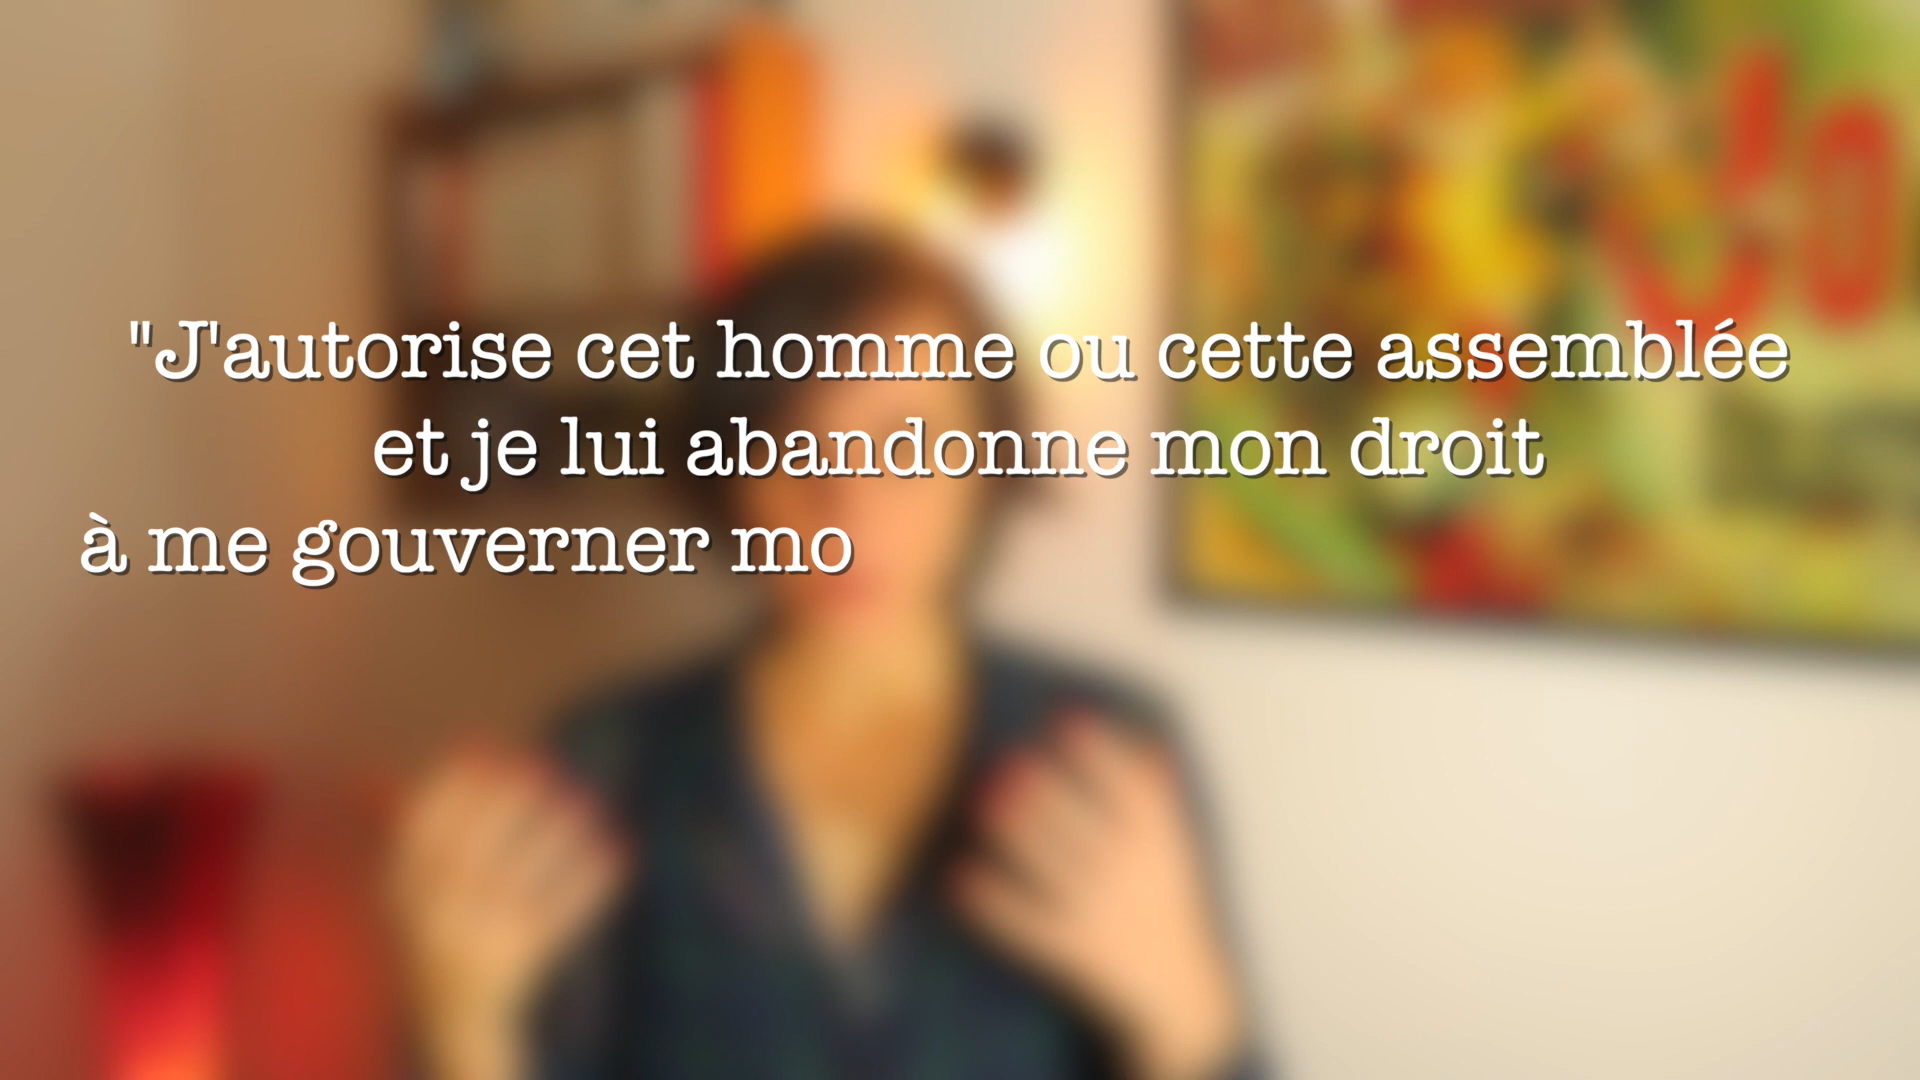 "J'autorise cet homme ou cette assemblée
et je lui abandonne mon droit
à me gouverner mo